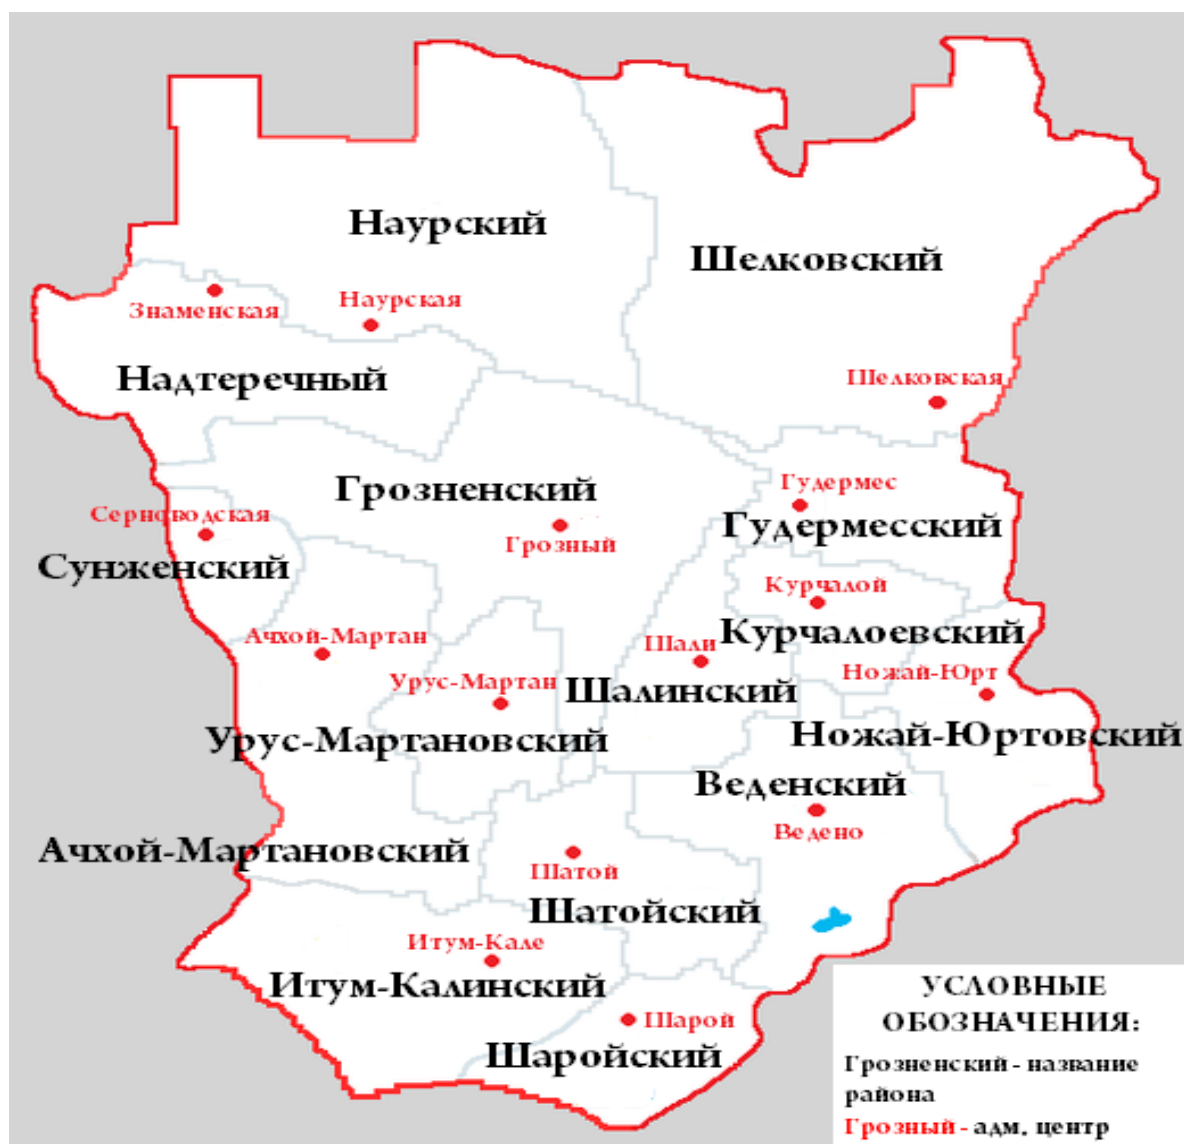 Наурский
Шелковский
Знаменская
Наурская
Надтеречный
Шелковская
Грозненский
Гудермес
Серноводская
Гудермесский
Грозный
Сунженский
Курчалой
Ачхой-Мартан
Шали
Курчалоевский
Урус-Мартан
Шалинский
Ножай-Юрт
Урус-Мартановский
Ножай-Юртовский
Веденский
Ведено
Ачхой-Мартановский
Шатой
Шатойский
Итум-Кале
Итум-Калинский
Шарой
Шаройский
УСЛОВНЫЕ
ОБОЗНАЧЕНИЯ:
Грозненский - название
района
Грозный - адм. центр